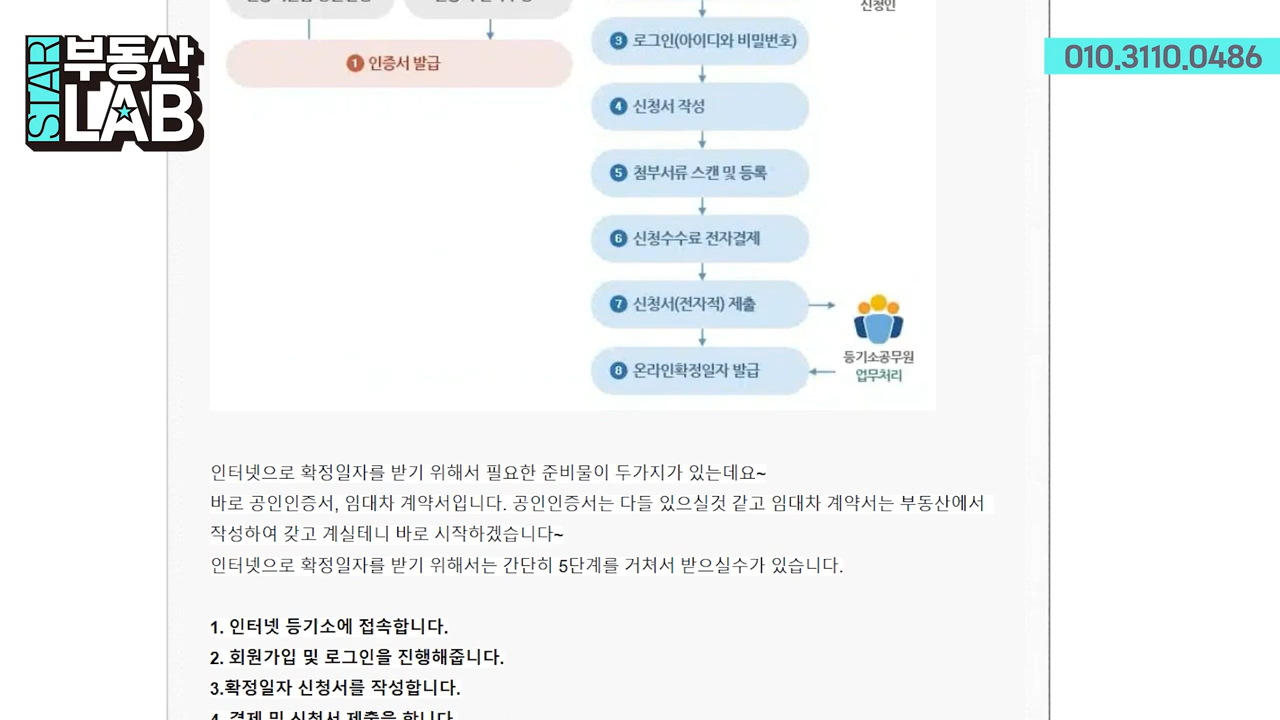 STAR 부동산
LAB
010.3110.0486
신청인
1 인증서 발급
3 로그인(아이디와 비밀번호)
4 신청서 작성
5 첨부서류 스캔 및 등록
6 신청수수료 전자결제
7 신청서(전자적) 제출
8 온라인확정일자 발급
등기소공무원
업무처리
인터넷으로 확정일자를 받기 위해서 필요한 준비물이 두가지가 있는데요~
바로 공인인증서, 임대차 계약서입니다. 공인인증서는 다들 있으실것 같고 임대차 계약서는 부동산에서
작성하여 갖고 계실테니 바로 시작하겠습니다~
인터넷으로 확정일자를 받기 위해서는 간단히 5단계를 거쳐서 받으실수가 있습니다.
1. 인터넷 등기소에 접속합니다.
2. 회원가입 및 로그인을 진행해줍니다.
3.확정일자 신청서를 작성합니다.
4. 결제 및 신청서 제출을 합니다